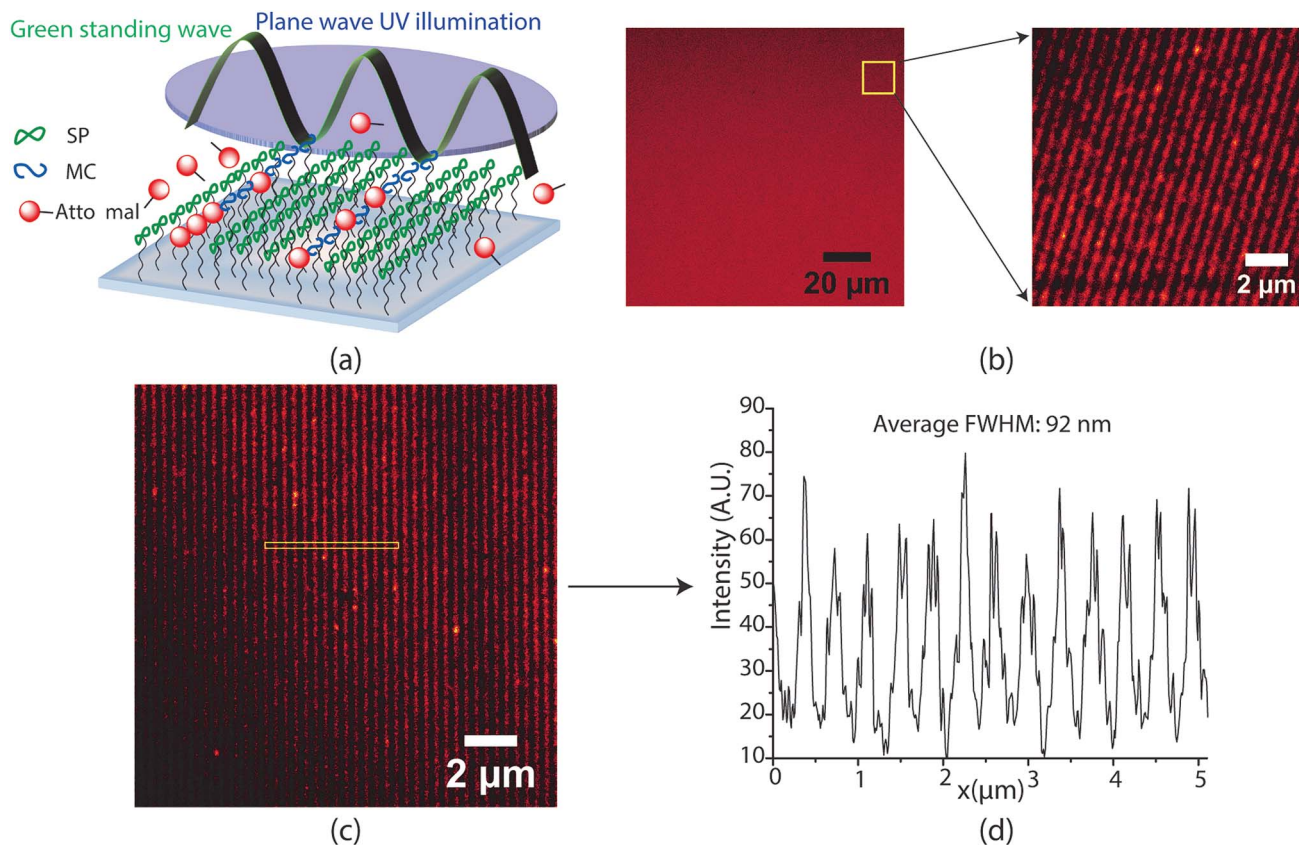 Green standing wave
Plane wave UV illumination
SP
MC
Atto mal
(a)
20 µm
2 µm
(b)
2 µm
(c)
Average FWHM: 92 nm
Intensity (A.U.)
90
80
70
60
50
40
30
20
10
0 1 2 3 4 5
x(µm)
(d)